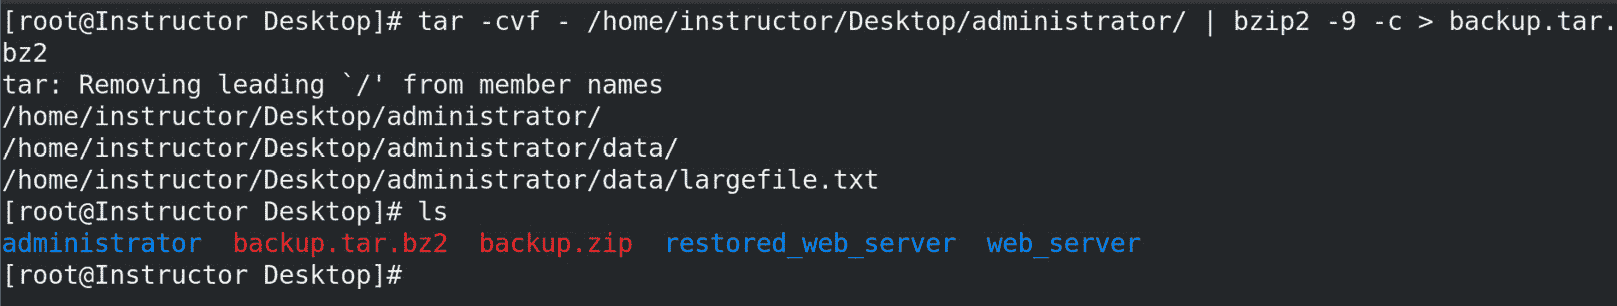 [root@Instructor Desktop]# tar -cvf - /home/instructor/Desktop/administrator/ | bzip2 -9 -c > backup.tar.
bz2
tar: Removing leading `/' from member names
/home/instructor/Desktop/administrator/
/home/instructor/Desktop/administrator/data/
/home/instructor/Desktop/administrator/data/largefile.txt
[root@Instructor Desktop]# ls
administrator  backup.tar.bz2  backup.zip  restored_web_server  web_server
[root@Instructor Desktop]#